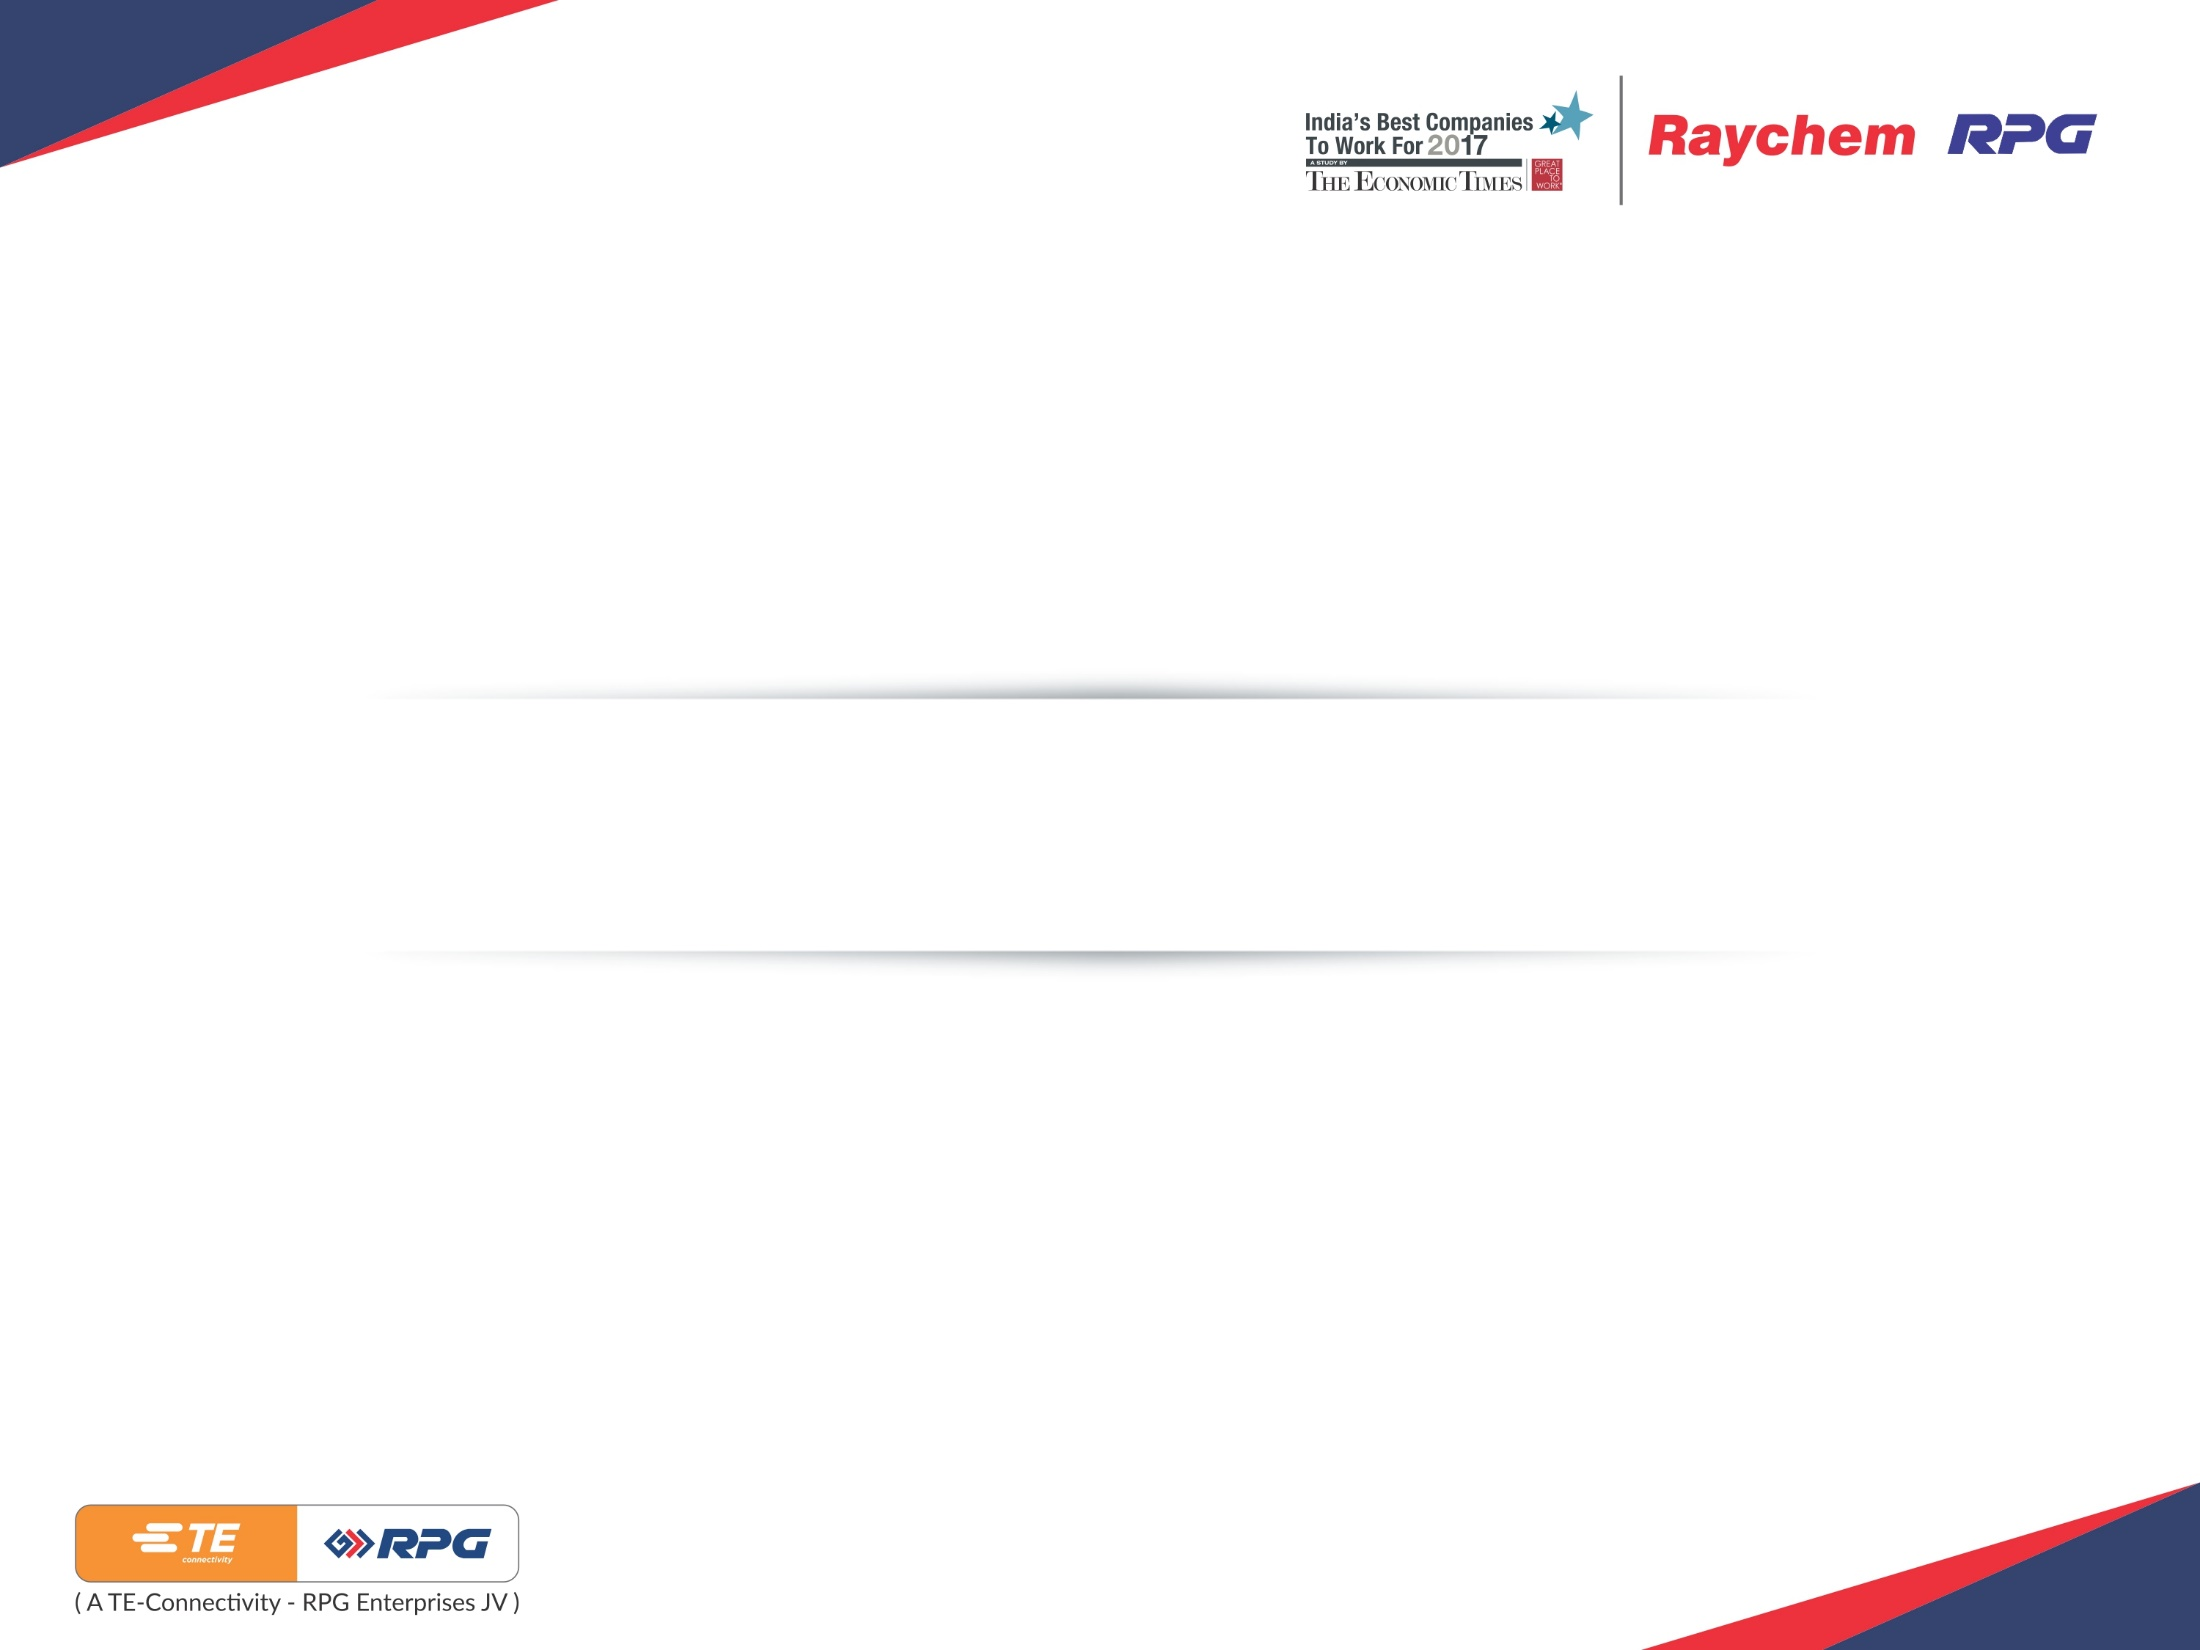 India's Best Companies
To Work For 2017
A STUDY BY
THE ECONOMIC TIMES
GREAT
PLACE
TO
WORK
Raychem RPG
TE
connectivity
RPG
( A TE-Connectivity - RPG Enterprises JV )